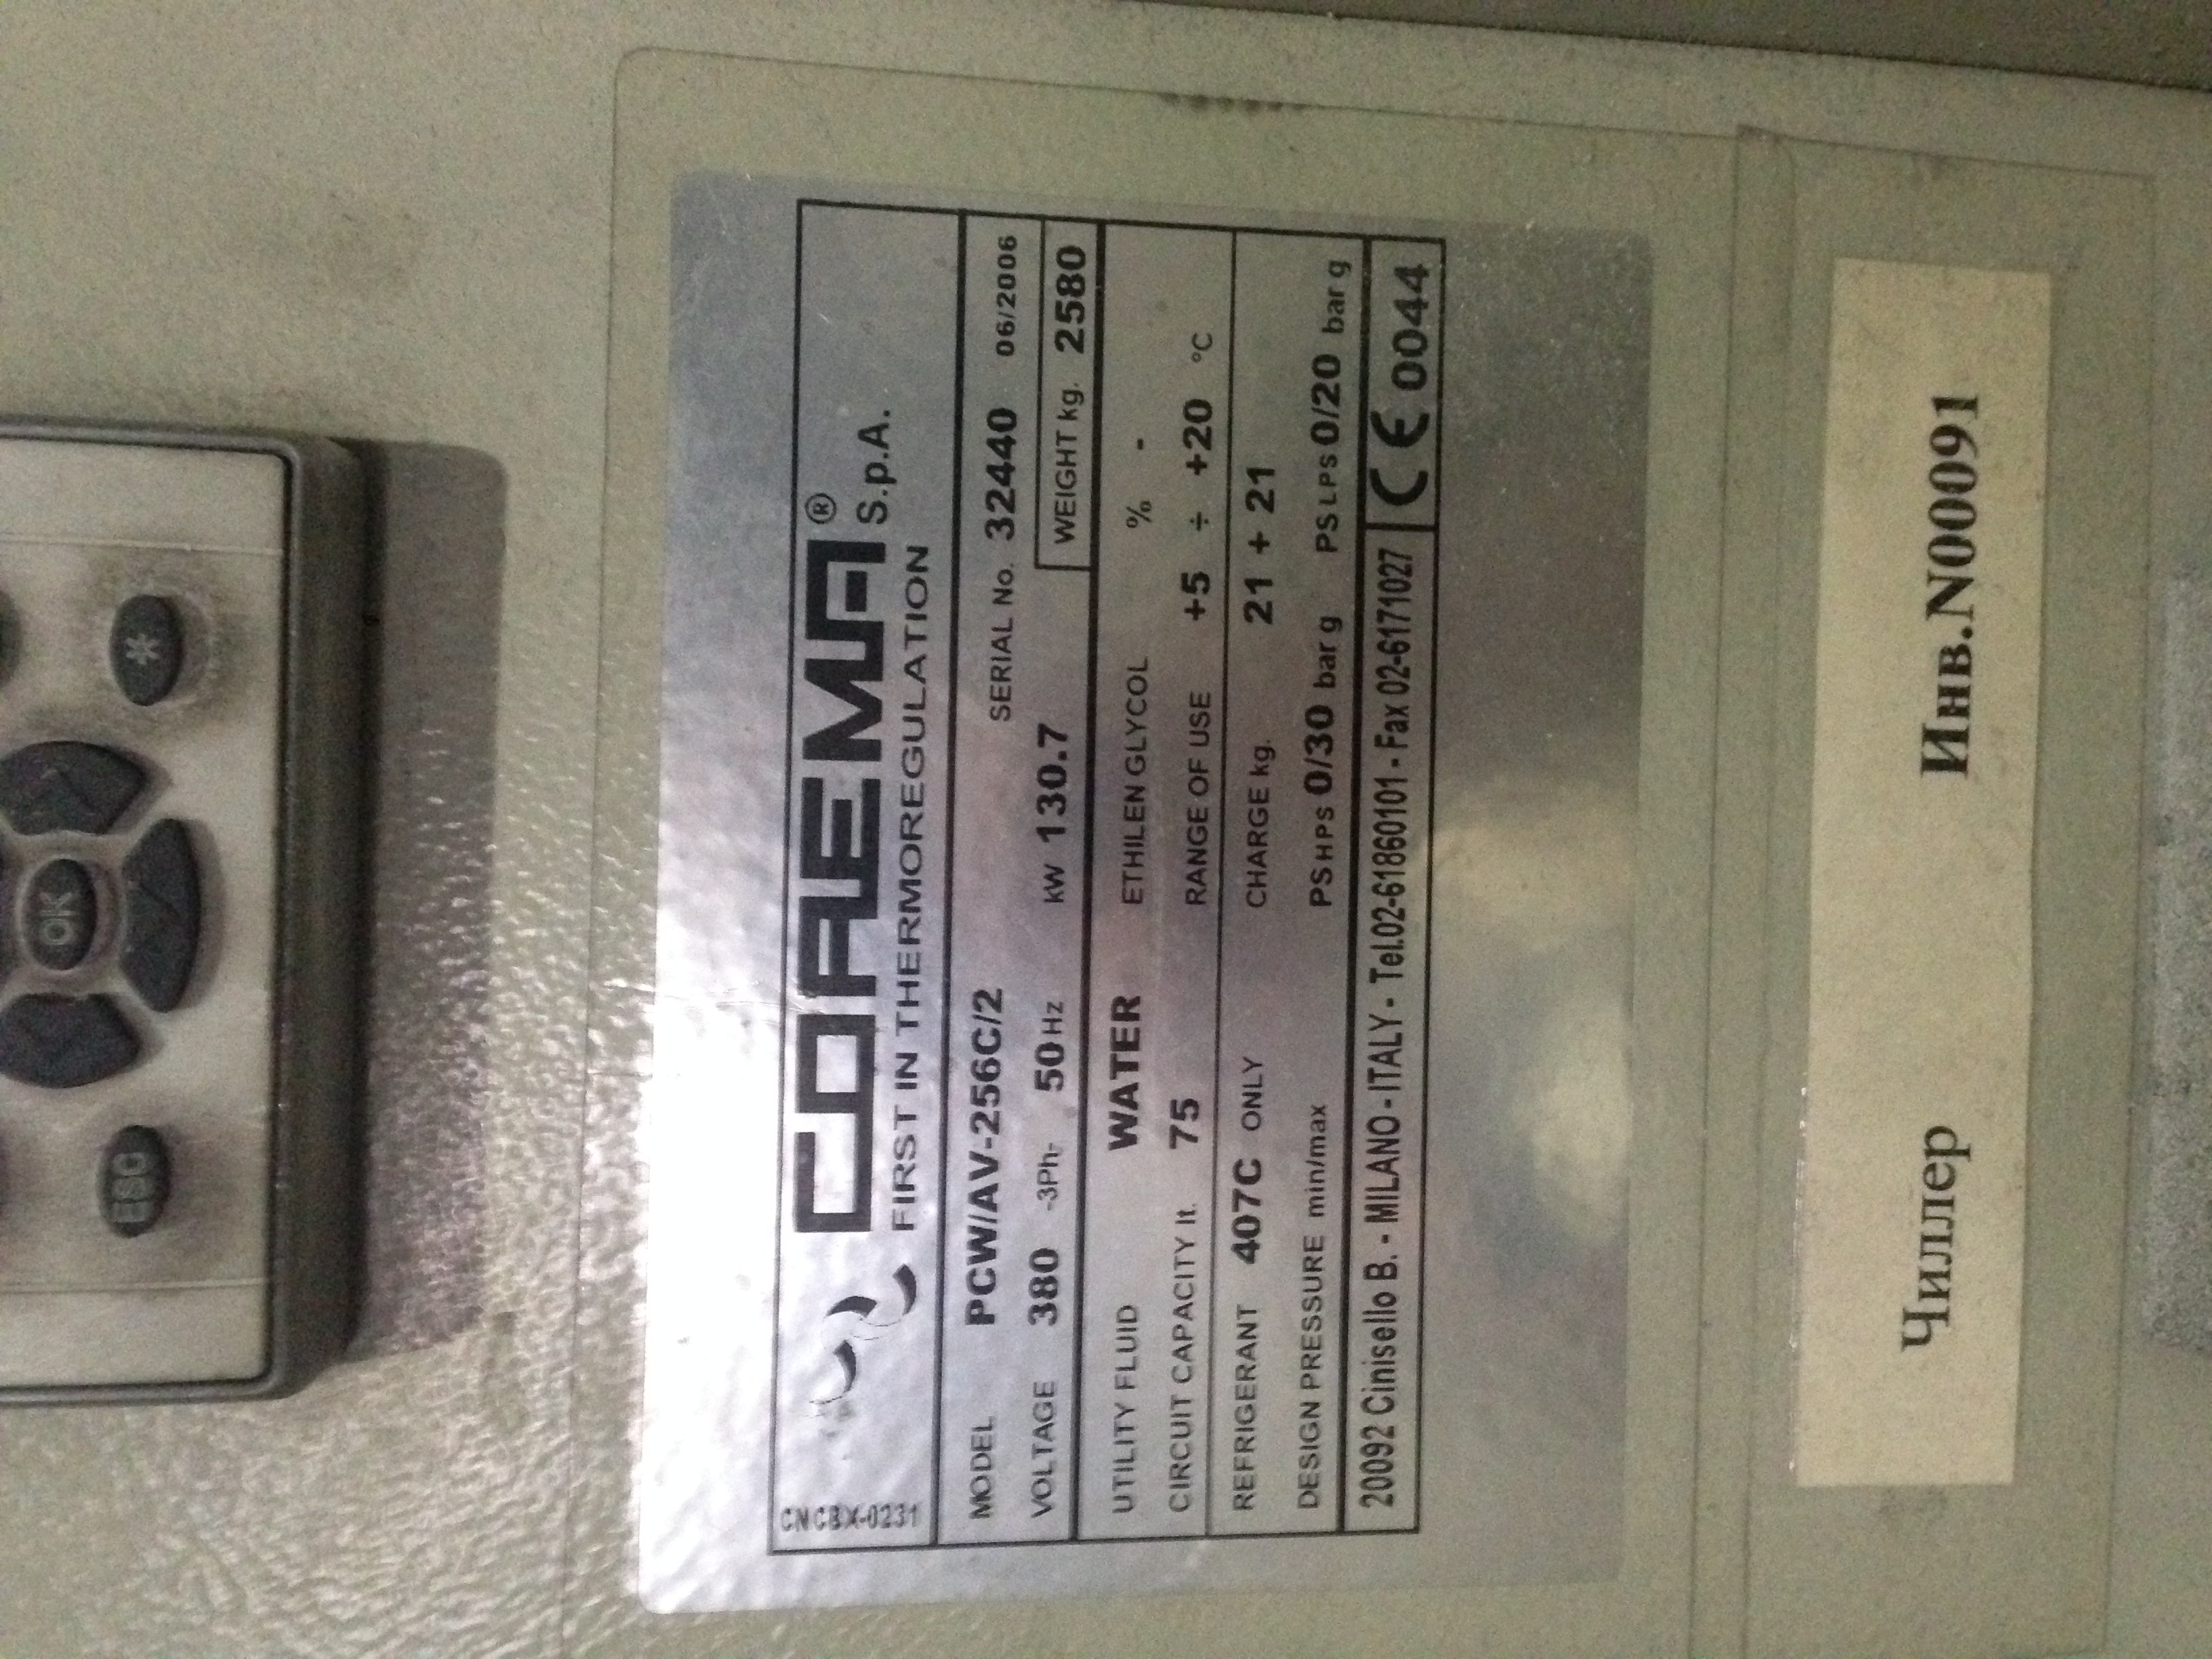 COREMA® S.p.A.
FIRST IN THERMOREGULATION
CNCBX-0231
MODEL PCW/AV-256C/2 SERIAL No. 32440 06/2006
VOLTAGE 380 -3Ph- 50Hz KW 130.7 WEIGHT kg. 2580
UTILITY FLUID WATER ETHILEN GLYCOL % -
CIRCUIT CAPACITY lt. 75 RANGE OF USE +5 ÷ +20 °C
REFRIGERANT 407C ONLY CHARGE kg. 21 + 21
DESIGN PRESSURE min/max PS HPS 0/30 bar g PS LPS 0/20 bar g
20092 Cinisello B. - MILANO - ITALY - Tel.02-61860101 - Fax 02-6171027 CE 0044
Чиллер Инв.N00091
ESC OK *